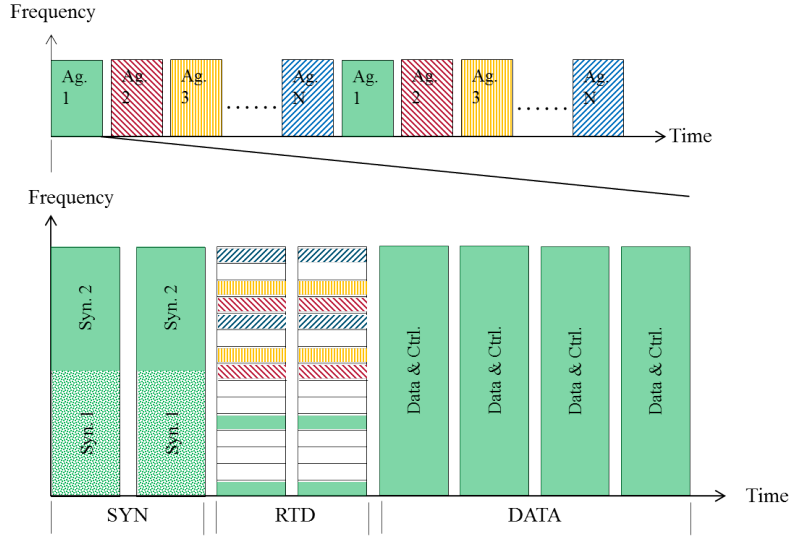 Frequency
Ag.
1
Ag.
2
Ag.
3
......
Ag.
N
Ag.
1
Ag.
2
Ag.
3
......
Ag.
N
Time
Frequency
Syn. 2
Syn. 1
Syn. 2
Syn. 1
Data & Ctrl.
Data & Ctrl.
Data & Ctrl.
Data & Ctrl.
Time
SYN
RTD
DATA